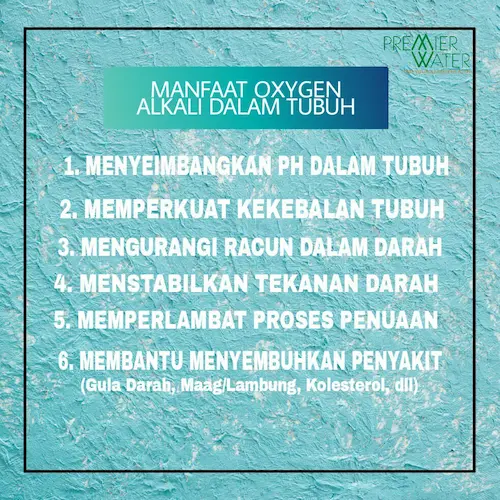 PREMIER
WATER
MANFAAT OXYGEN
ALKALI DALAM TUBUH
1. MENYEIMBANGKAN PH DALAM TUBUH
2. MEMPERKUAT KEKEBALAN TUBUH
3. MENGURANGI RACUN DALAM DARAH
4. MENSTABILKAN TEKANAN DARAH
5. MEMPERLAMBAT PROSES PENUAAN
6. MEMBANTU MENYEMBUHKAN PENYAKIT
(Gula Darah, Maag/Lambung, Kolesterol, dll)